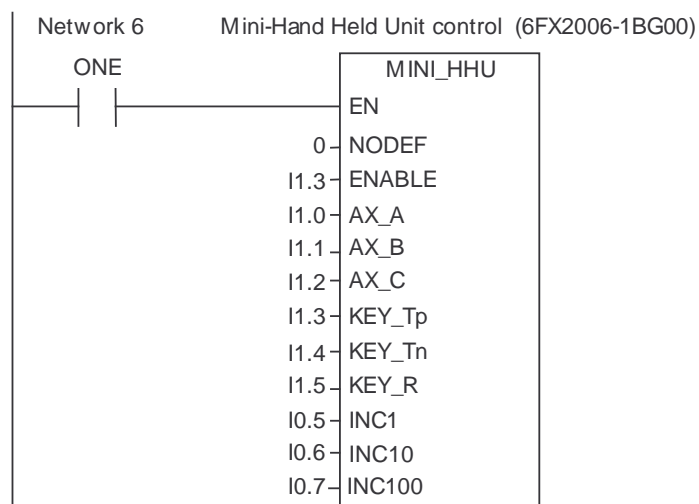 Network 6 Mini-Hand Held Unit control (6FX2006-1BG00)
ONE MINI_HHU
EN
0 NODEF
I1.3 ENABLE
I1.0 AX_A
I1.1 AX_B
I1.2 AX_C
I1.3 KEY_Tp
I1.4 KEY_Tn
I1.5 KEY_R
I0.5 INC1
I0.6 INC10
I0.7 INC100